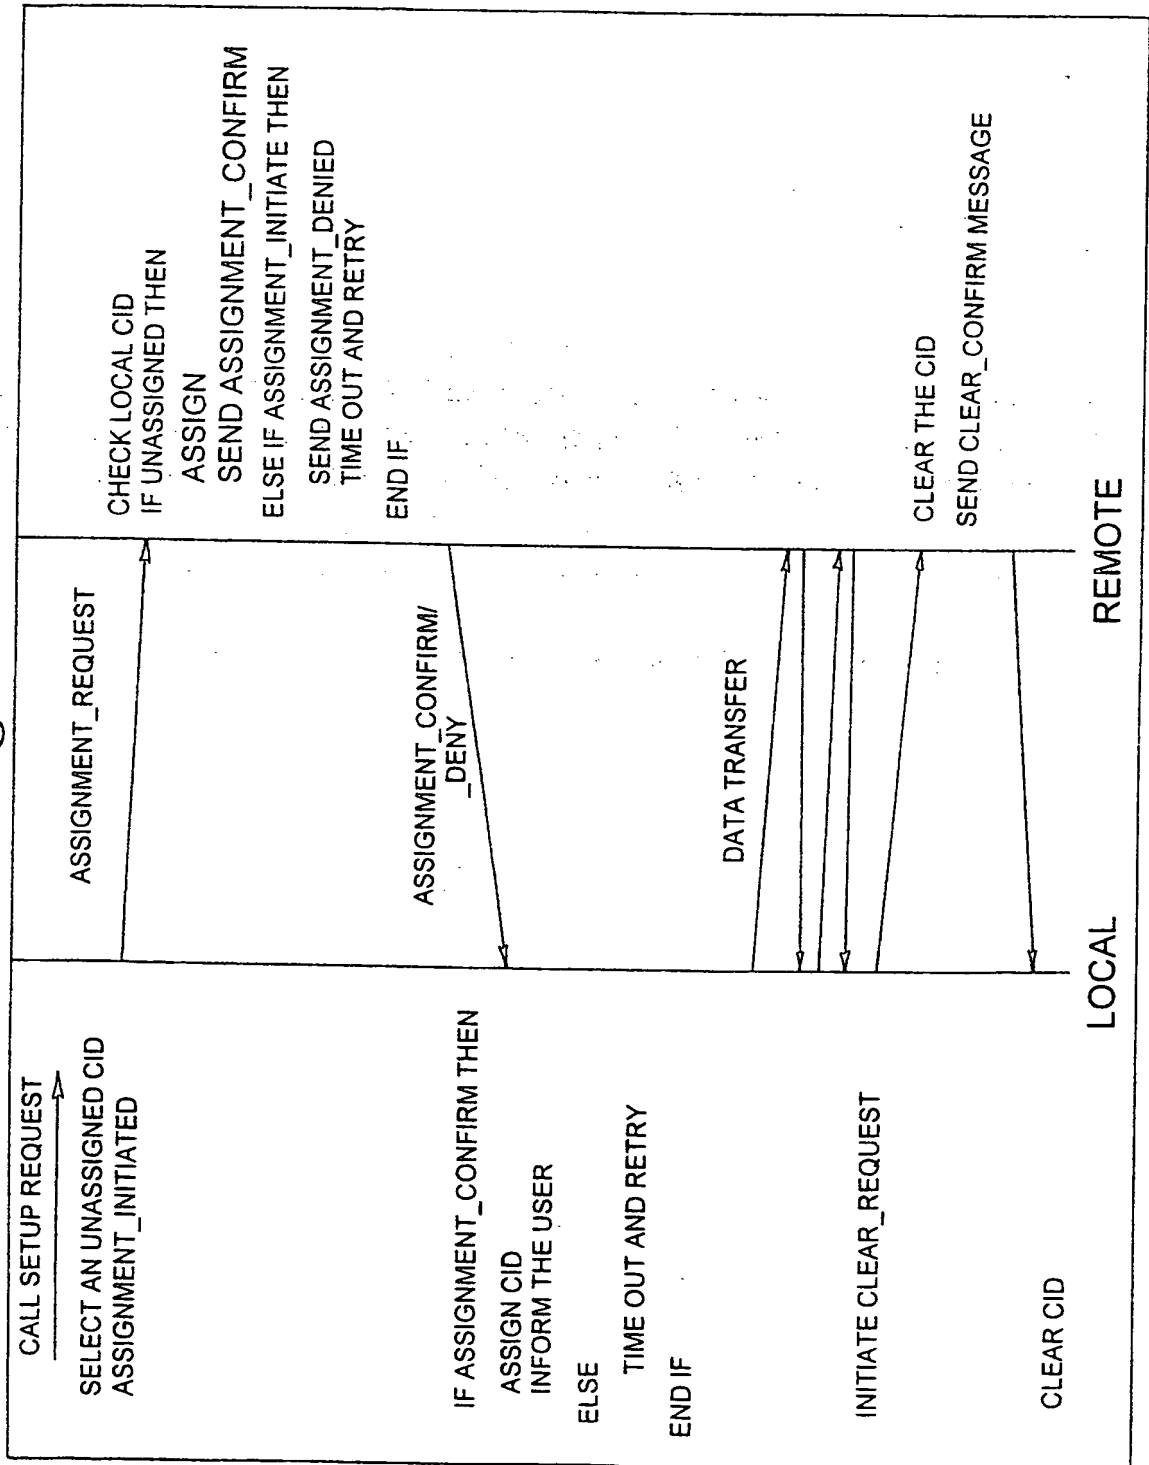 CALL SETUP REQUEST
SELECT AN UNASSIGNED CID
ASSIGNMENT_INITIATED
ASSIGNMENT_REQUEST
CHECK LOCAL CID
IF UNASSIGNED THEN
ASSIGN
SEND ASSIGNMENT_CONFIRM
ELSE IF ASSIGNMENT_INITIATE THEN
SEND ASSIGNMENT_DENIED
TIME OUT AND RETRY
END IF
ASSIGNMENT_CONFIRM/
_DENY
IF ASSIGNMENT_CONFIRM THEN
ASSIGN CID
INFORM THE USER
ELSE
TIME OUT AND RETRY
END IF
DATA TRANSFER
INITIATE CLEAR_REQUEST
CLEAR THE CID
SEND CLEAR_CONFIRM MESSAGE
CLEAR CID
LOCAL
REMOTE